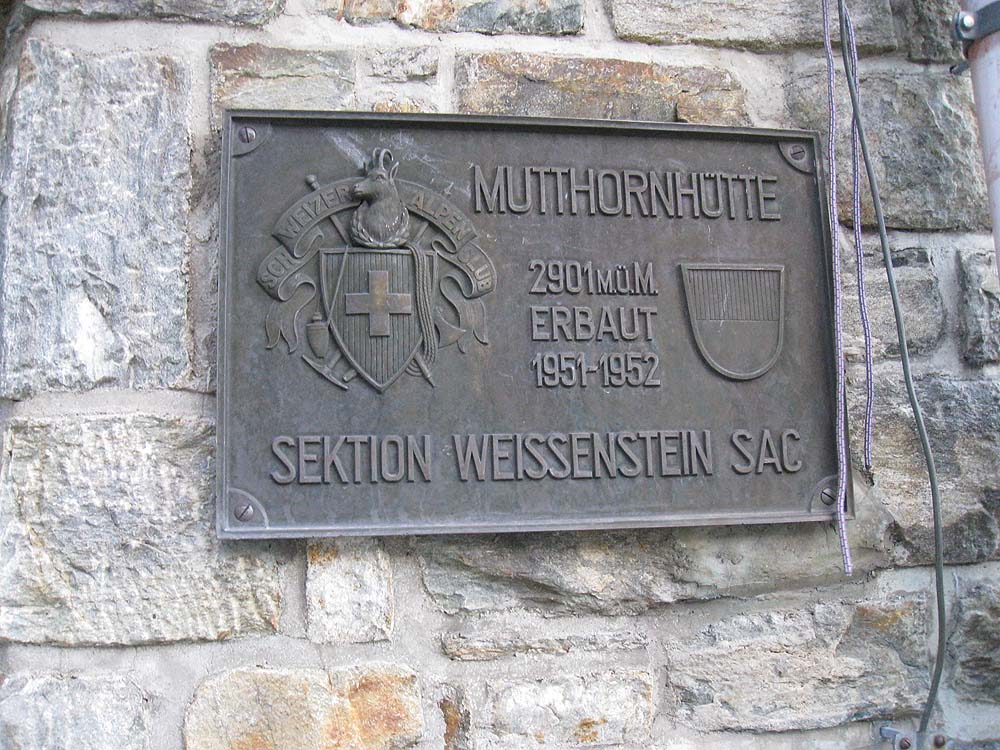 SCHWEIZER ALPEN CLUB
MUTTHORNHÜTTE
2901 M.Ü.M.
ERBAUT
1951-1952
SEKTION WEISSENSTEIN SAC